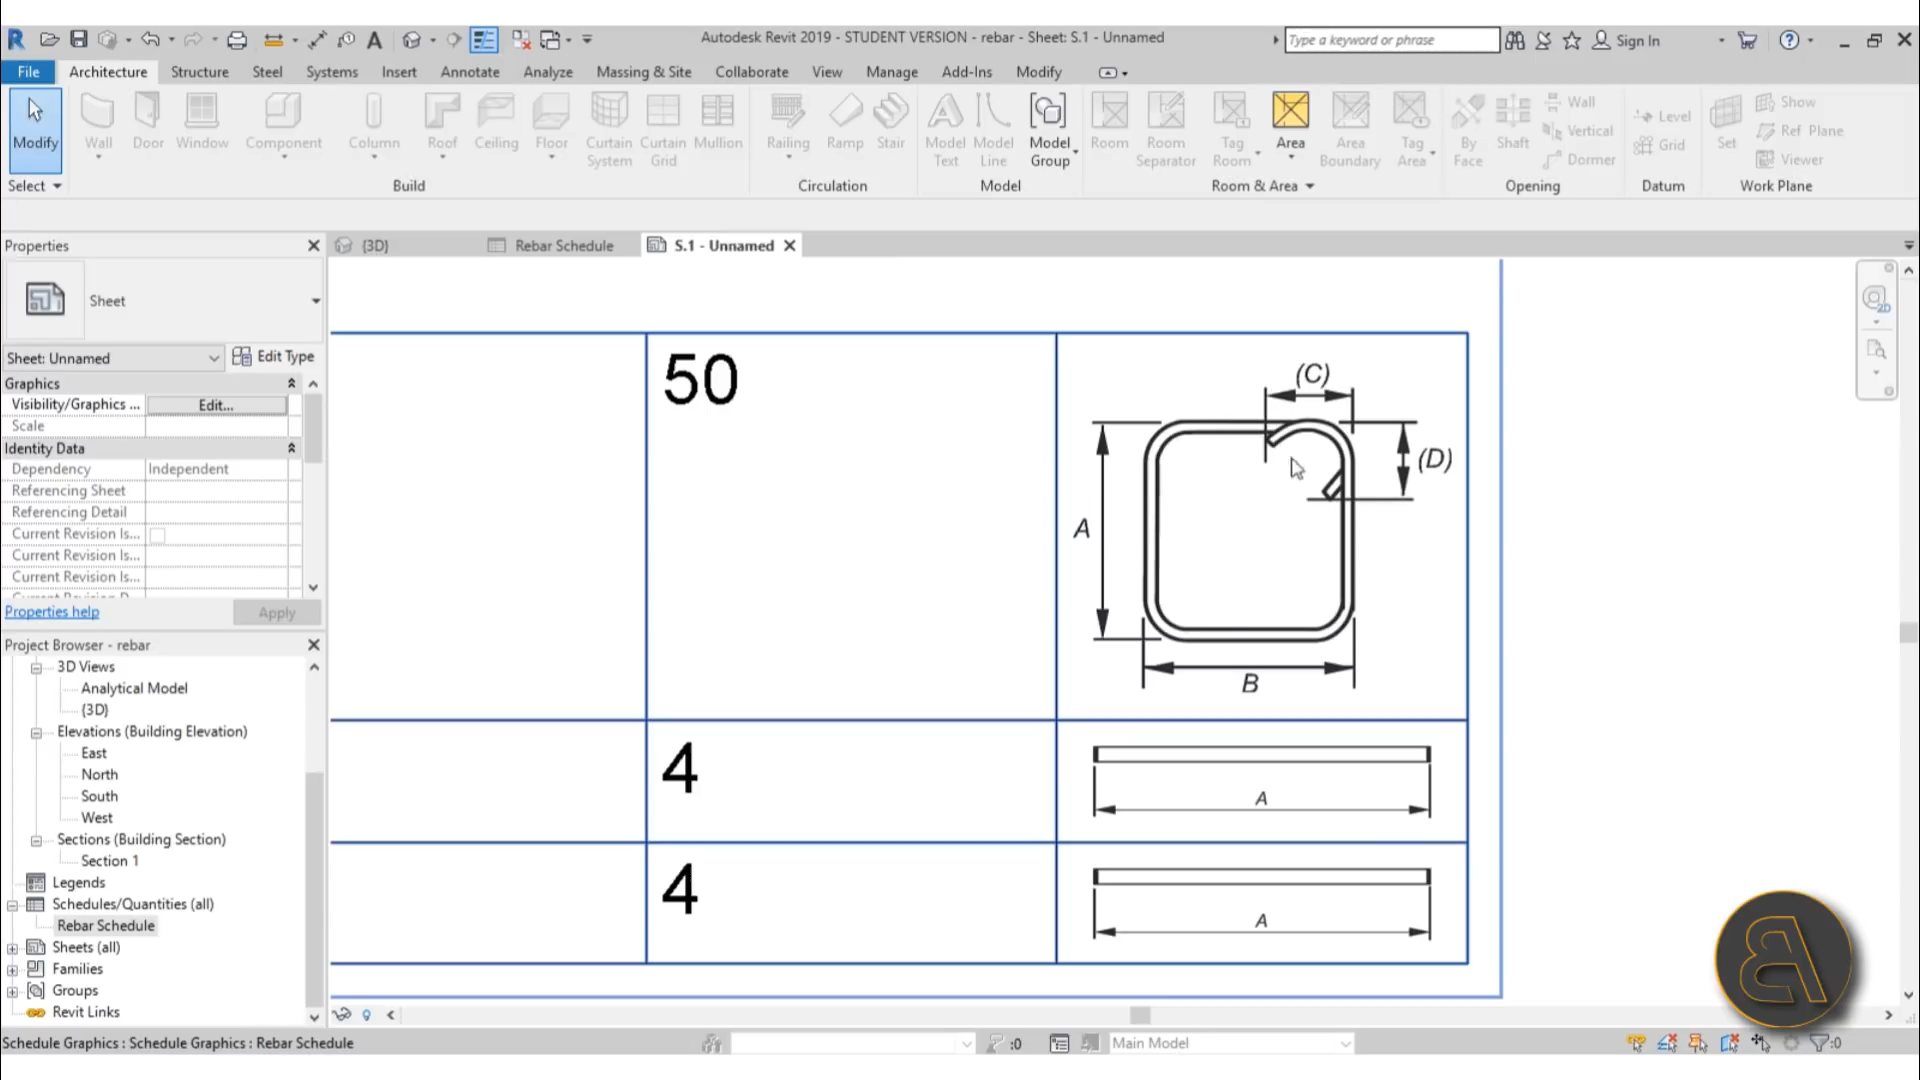 Autodesk Revit 2019 - STUDENT VERSION - rebar - Sheet: S.1 - Unnamed
Type a keyword or phrase
Sign In
File Architecture Structure Steel Systems Insert Annotate Analyze Massing & Site Collaborate View Manage Add-Ins Modify
Modify
Wall
Door
Window
Component
Column
Roof
Ceiling
Floor
Curtain System
Curtain Grid
Mullion
Railing
Ramp
Stair
Model Text
Model Line
Model Group
Room
Room Separator
Tag Room
Area
Area Boundary
Tag Area
By Face
Shaft
Wall
Vertical
Dormer
Level
Grid
Set
Show
Ref Plane
Viewer
Select
Build
Circulation
Model
Room & Area
Opening
Datum
Work Plane
Properties
{3D}
Rebar Schedule
S.1 - Unnamed
Sheet
Sheet: Unnamed
Edit Type
Graphics
Visibility/Graphics ... Edit...
Scale
Identity Data
Dependency Independent
Referencing Sheet
Referencing Detail
Current Revision Is...
Current Revision Is...
Current Revision Is...
Properties help
Apply
Project Browser - rebar
3D Views
Analytical Model
{3D}
Elevations (Building Elevation)
East
North
South
West
Sections (Building Section)
Section 1
Legends
Schedules/Quantities (all)
Rebar Schedule
Sheets (all)
Families
Groups
Revit Links
50
(C)
(D)
A
B
4
A
4
A
2D
Schedule Graphics : Schedule Graphics : Rebar Schedule
:0
Main Model
:0